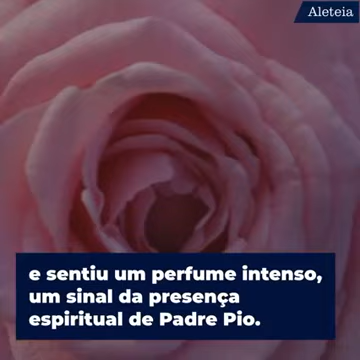 Aleteia
e sentiu um perfume intenso,
um sinal da presença
espiritual de Padre Pio.